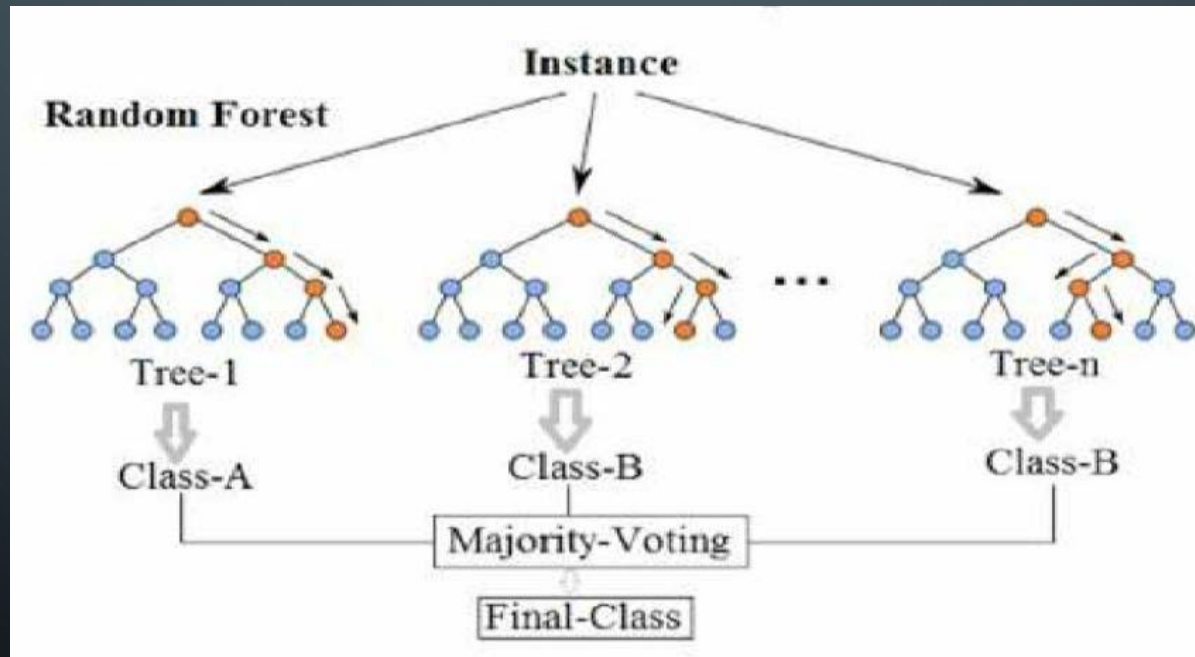 Instance
Random Forest
...
Tree-1
Tree-2
Tree-n
Class-A
Class-B
Class-B
Majority-Voting
Final-Class